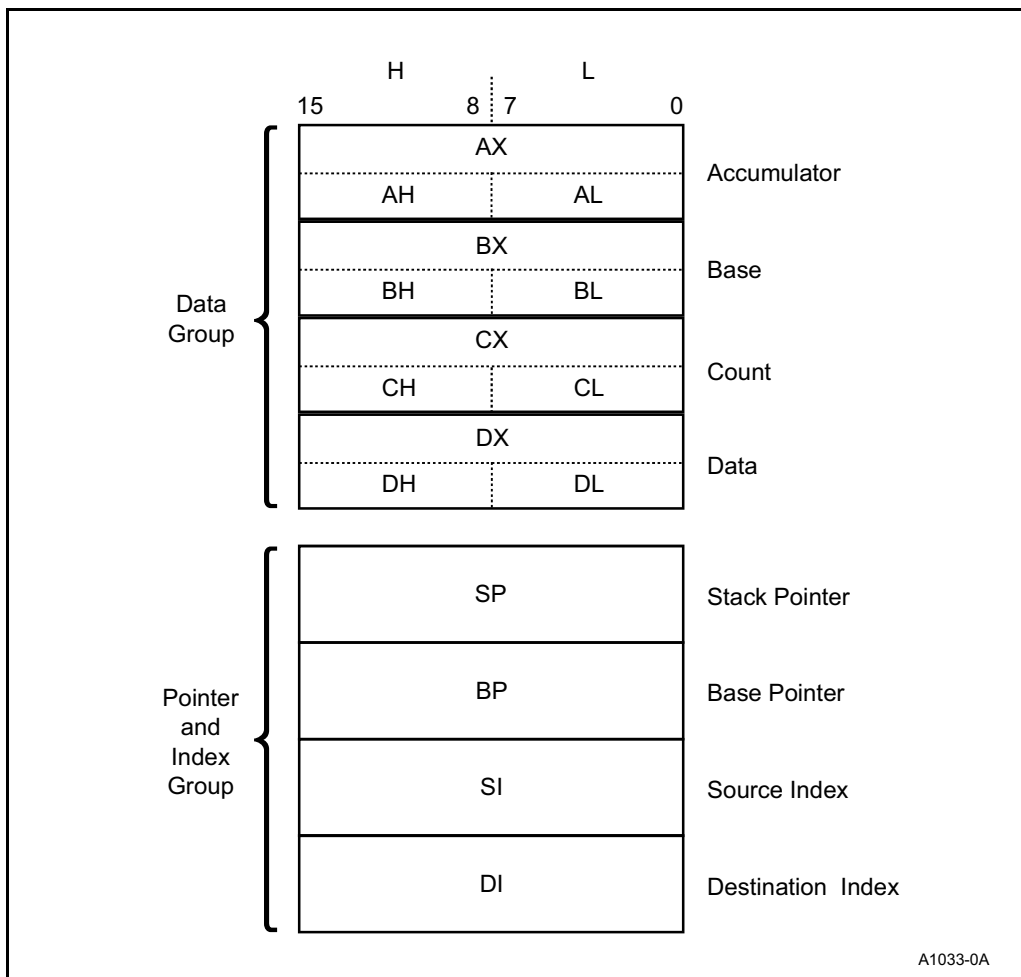 H L
15 8 7 0
AX
AH AL
Accumulator
BX
BH BL
Base
Data
Group
CX
CH CL
Count
DX
DH DL
Data
SP
Stack Pointer
BP
Base Pointer
Pointer
and
Index
Group
SI
Source Index
DI
Destination Index
A1033-0A